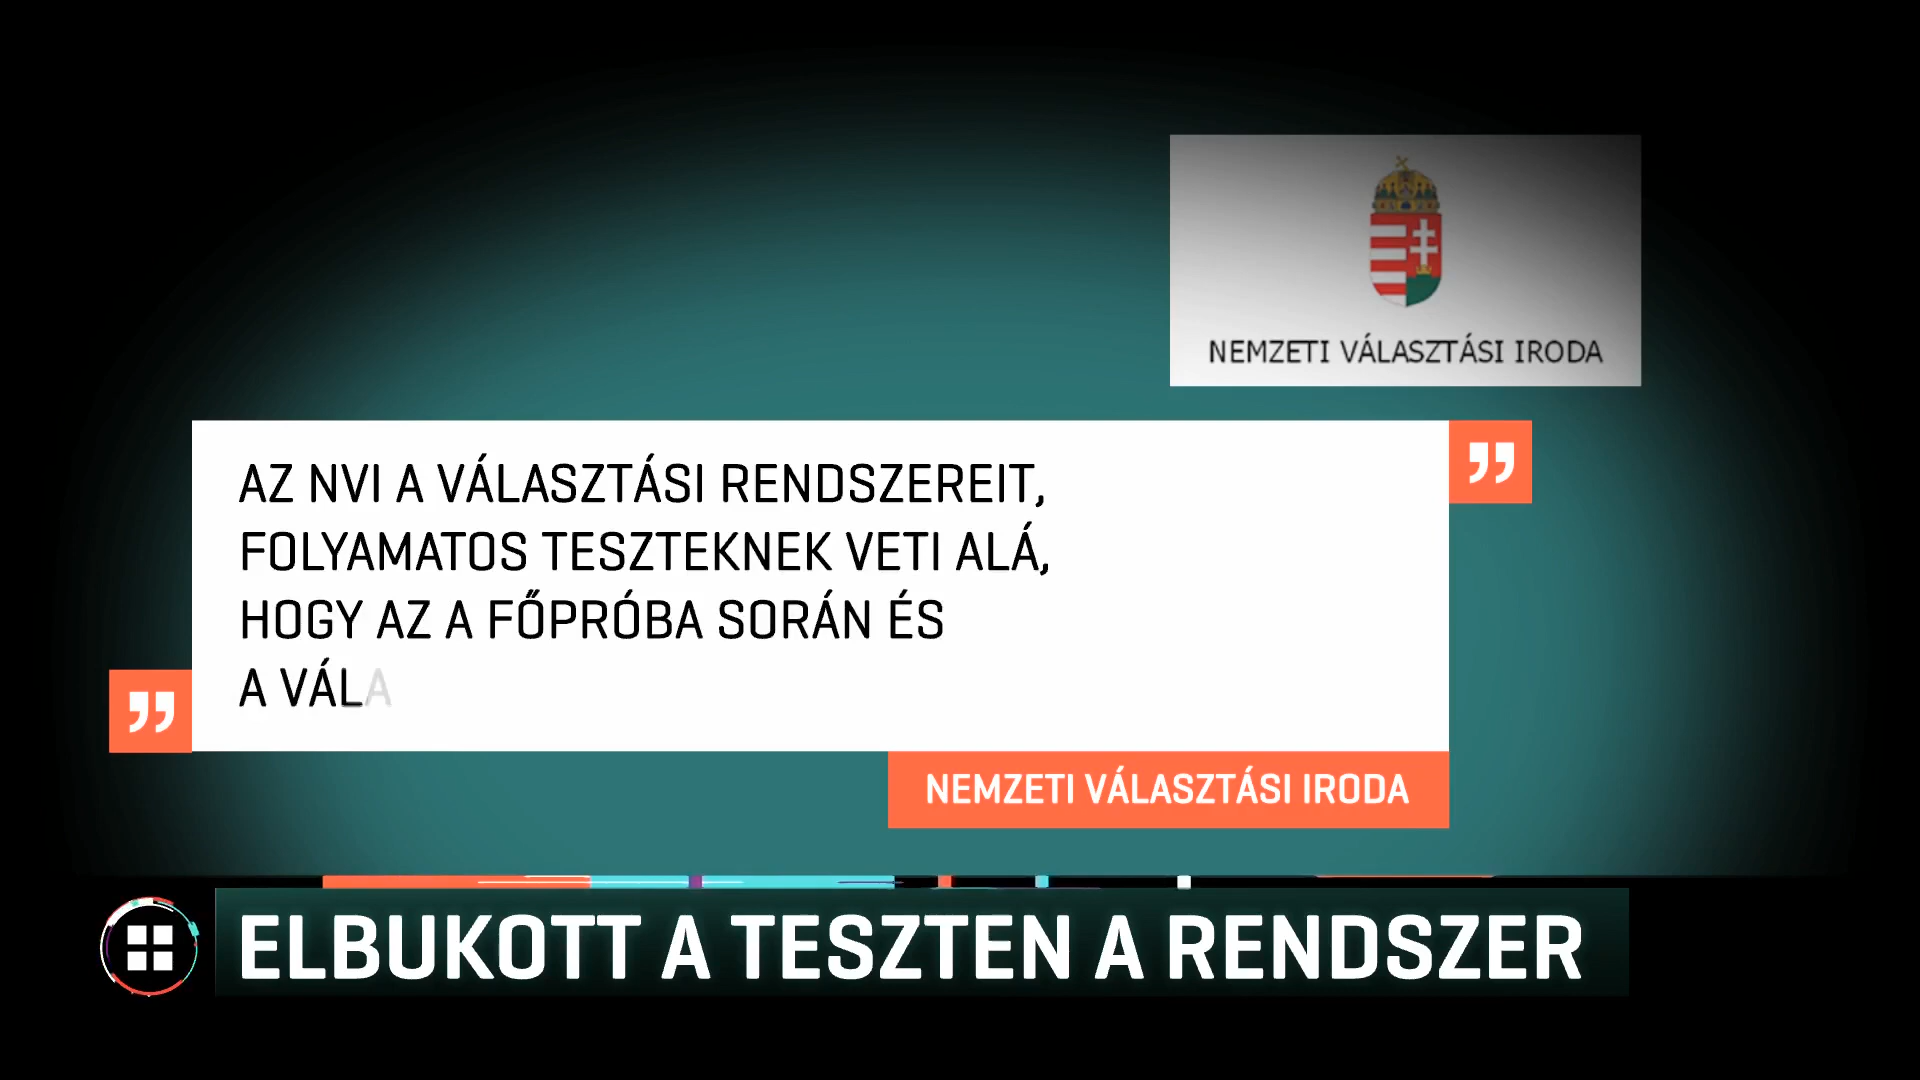 NEMZETI VÁLASZTÁSI IRODA
AZ NVI A VÁLASZTÁSI RENDSZEREIT,
FOLYAMATOS TESZTEKNEK VETI ALÁ,
HOGY AZ A FŐPRÓBA SORÁN ÉS
A VÁLA
NEMZETI VÁLASZTÁSI IRODA
ELBUKOTT A TESZTEN A RENDSZER